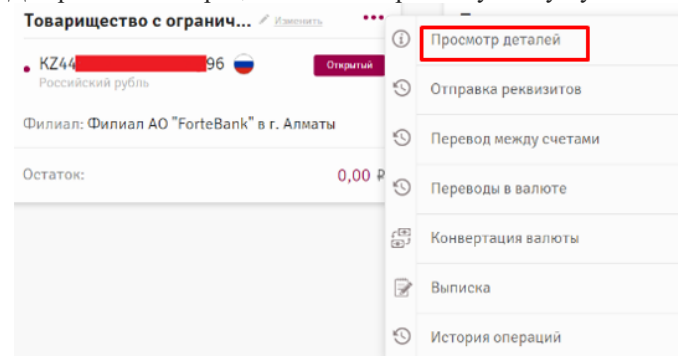 Товарищество с огранич... Изменить
KZ44 96 Открытый
Российский рубль
Филиал: Филиал АО "ForteBank" в г. Алматы
Остаток: 0,00 ₽
Просмотр деталей
Отправка реквизитов
Перевод между счетами
Переводы в валюте
Конвертация валюты
Выписка
История операций